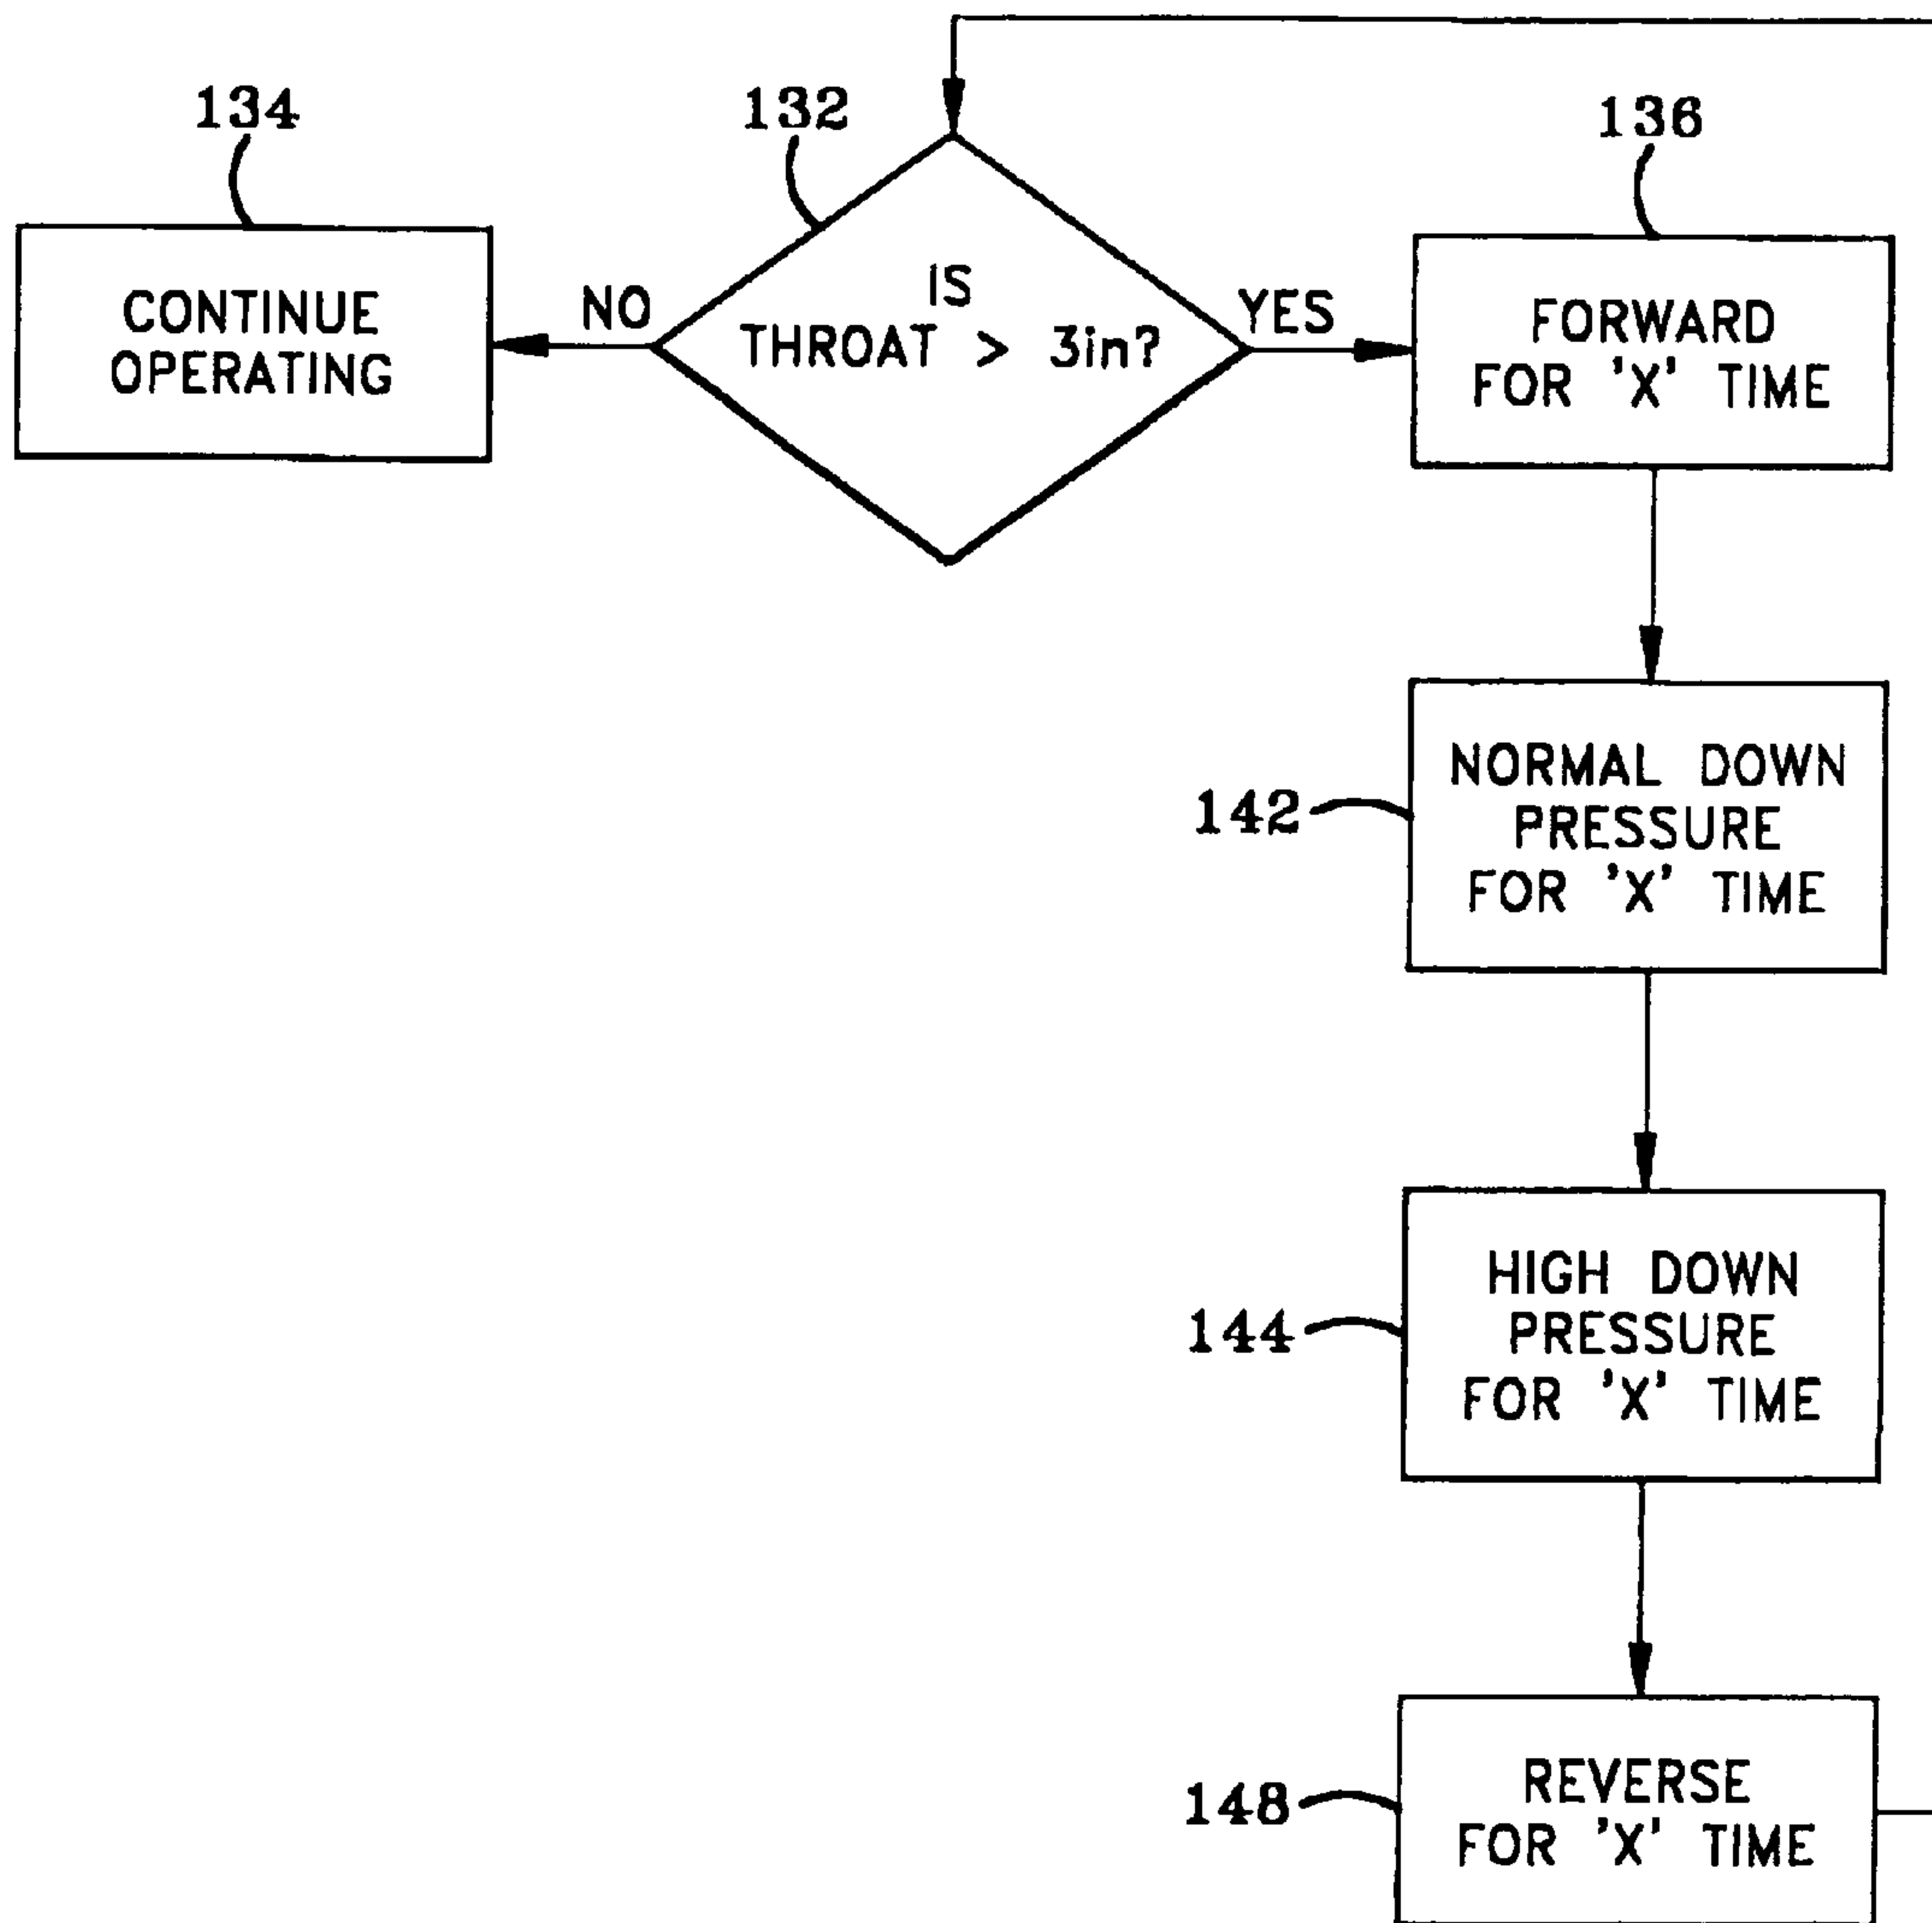 134
132
136
CONTINUE
OPERATING
NO
IS
THROAT > 3in?
YES
FORWARD
FOR 'X' TIME
142
NORMAL DOWN
PRESSURE
FOR 'X' TIME
144
HIGH DOWN
PRESSURE
FOR 'X' TIME
148
REVERSE
FOR 'X' TIME